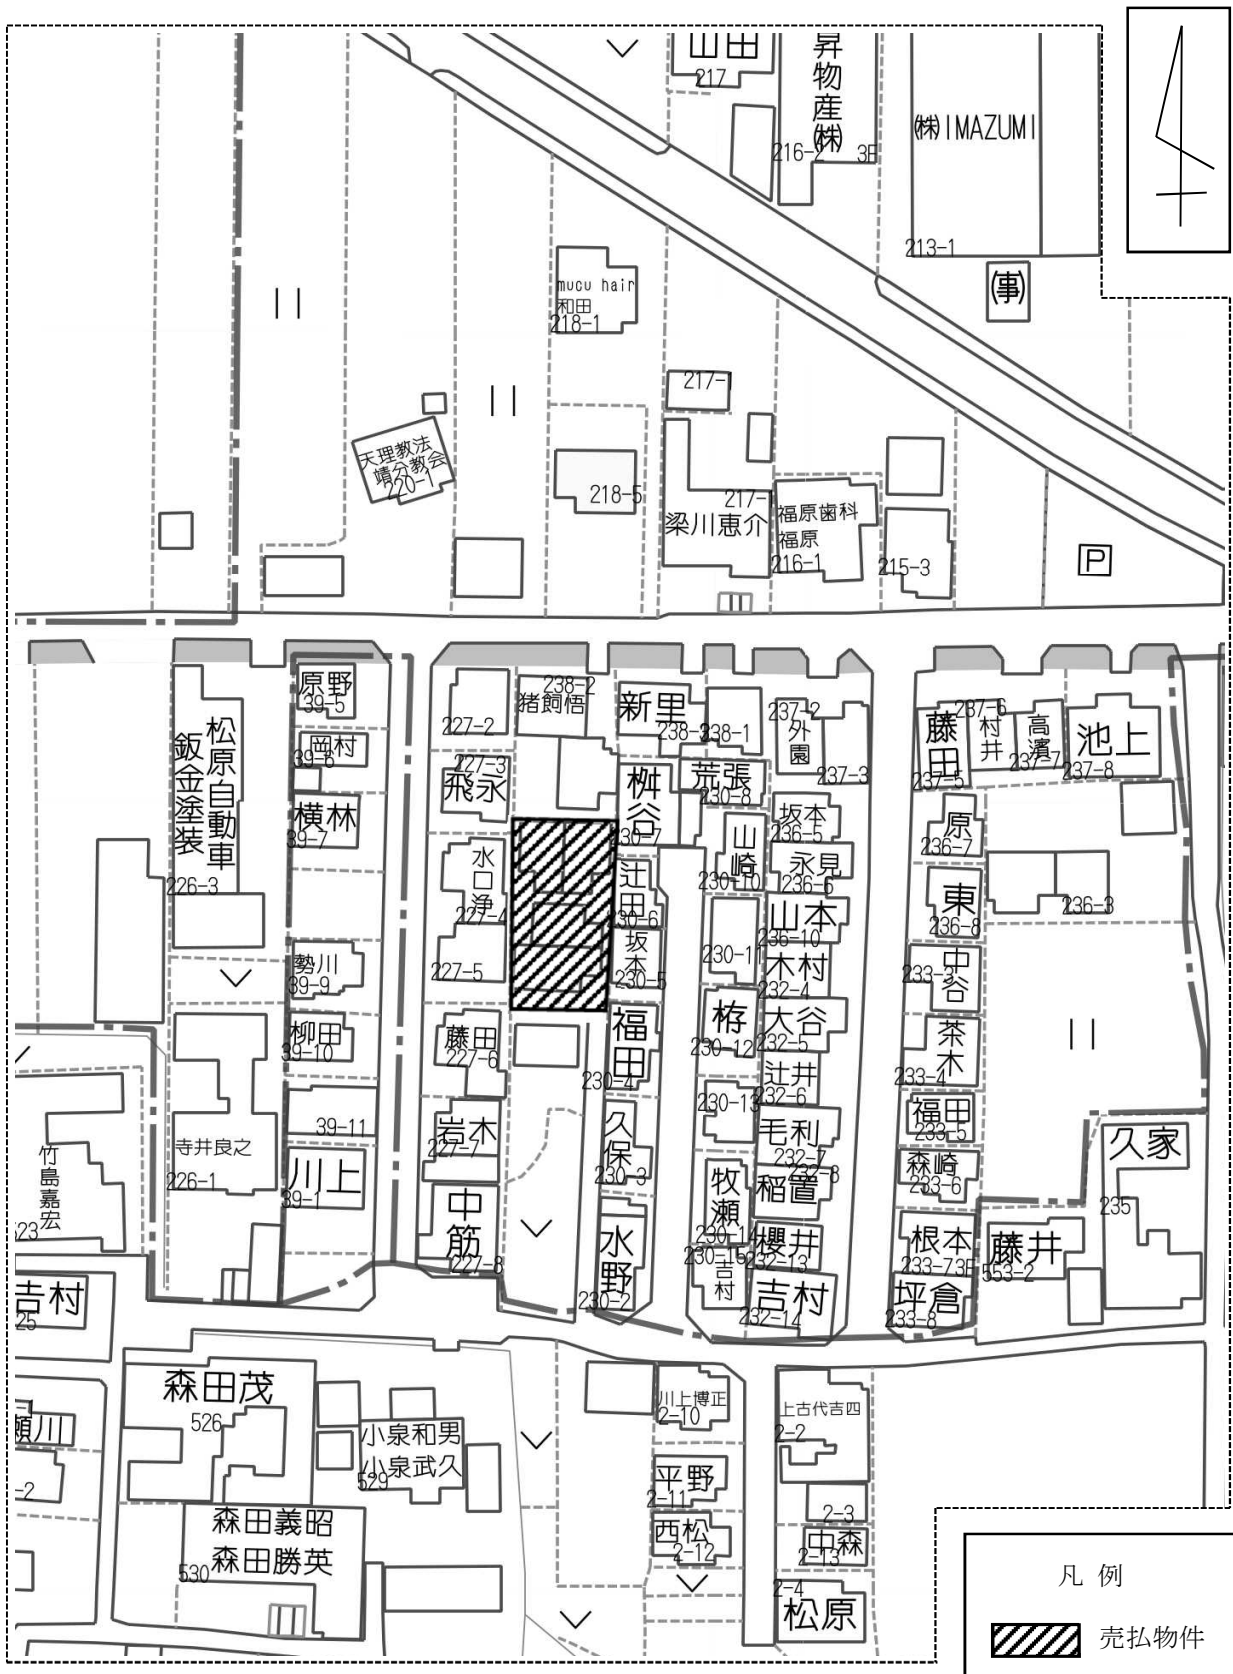 山田
217
昇物産㈱
216-2
3F
㈱IMAZUMI
213-1
㊟
mucu hair
和田
218-1
217-1
天理教法
靖分教会
220-1
218-5
217-1
梁川恵介
福原歯科
福原
216-1
215-3
P
原野
39-5
岡村
39-6
横林
39-7
松原自動車
鈑金塗装
226-3
勢川
39-9
柳田
39-10
39-11
川上
39-1
寺井良之
226-1
竹島嘉宏
523
吉村
25
227-2
227-3
飛永
水口浄
227-4
227-5
藤田
227-6
岩木
227-7
中筋
227-8
238-2
猪飼悟
新里
238-3
238-1
桝谷
230-7
荒張
230-8
辻田
230-6
坂本
230-5
福田
230-4
久保
230-3
水野
230-2
山崎
230-10
230-11
栫
230-12
230-13
牧瀬
230-14
230-15
吉村
237-2
外園
237-3
坂本
236-5
永見
236-6
山本
236-10
木村
232-4
大谷
232-5
辻井
232-6
毛利
232-7
232-8
稲置
櫻井
232-13
吉村
232-14
藤田
237-5
237-6
村井
高濱
237-7
池上
237-8
原
236-7
東
236-8
236-3
中谷
233-3
茶木
233-4
福田
233-5
森崎
233-6
根本
233-7
3F
坪倉
233-8
藤井
553-2
久家
235
森田茂
526
瀬川
-1
-2
小泉和男
小泉武久
529
森田義昭
森田勝英
530
川上博正
2-10
平野
2-11
西松
2-12
上古代吉四
2-2
2-3
中森
2-13
2-4
松原
凡 例
売払物件